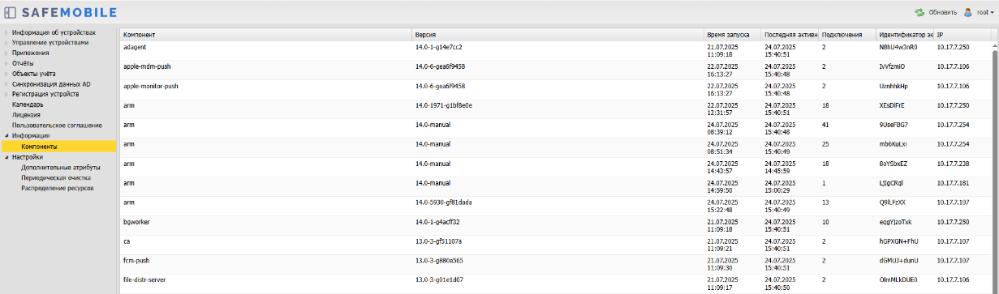 SAFEMOBILE
Обновить root
Информация об устройствах
Управление устройствами
Приложения
Отчёты
Объекты учёта
Синхронизация данных AD
Регистрация устройств
Календарь
Лицензия
Пользовательское соглашение
Информация
Компоненты
Настройки
Дополнительные атрибуты
Периодическая очистка
Распределение ресурсов
Компонент Версия Время запуска Последняя активн Подключения Идентификатор эк IP
adagent 14.0-1-g14e7cc2 21.07.2025 11:09:18 24.07.2025 15:40:51 2 N8hU4w3nR0 10.17.7.250
apple-mdm-push 14.0-6-gea6f9458 22.07.2025 16:13:27 24.07.2025 15:40:48 2 IvVfzmiO 10.17.7.106
apple-monitor-push 14.0-6-gea6f9458 22.07.2025 16:13:27 24.07.2025 15:40:48 2 UznhhkHp 10.17.7.106
arm 14.0-1971-g1bf8e0e 22.07.2025 12:31:57 24.07.2025 15:40:51 18 XEsDlFrE 10.17.7.250
arm 14.0-manual 24.07.2025 08:39:12 24.07.2025 15:40:48 41 9UseFBG7 10.17.7.254
arm 14.0-manual 24.07.2025 08:51:34 24.07.2025 15:40:49 25 mb6KuLxi 10.17.7.254
arm 14.0-manual 24.07.2025 14:43:57 24.07.2025 14:45:59 18 8oYSbxEZ 10.17.7.238
arm 14.0-manual 24.07.2025 14:59:50 24.07.2025 15:00:29 1 LjIgCRql 10.17.7.181
arm 14.0-5930-gf81dada 24.07.2025 15:22:48 24.07.2025 15:40:49 13 Q9lLFzXX 10.17.7.107
bgworker 14.0-1-g4acff32 21.07.2025 11:09:18 24.07.2025 15:40:51 10 eqgYJzoTxk 10.17.7.250
ca 13.0-3-gf51107a 21.07.2025 11:09:21 24.07.2025 15:40:51 2 hGPXGN+FhU 10.17.7.107
fcm-push 13.0-3-g880e565 21.07.2025 11:09:30 24.07.2025 15:40:51 2 dGMUJ+dunU 10.17.7.107
file-distr-server 13.0-3-g01e1d07 21.07.2025 11:09:17 24.07.2025 15:40:50 2 OlmMLkDUE0 10.17.7.106